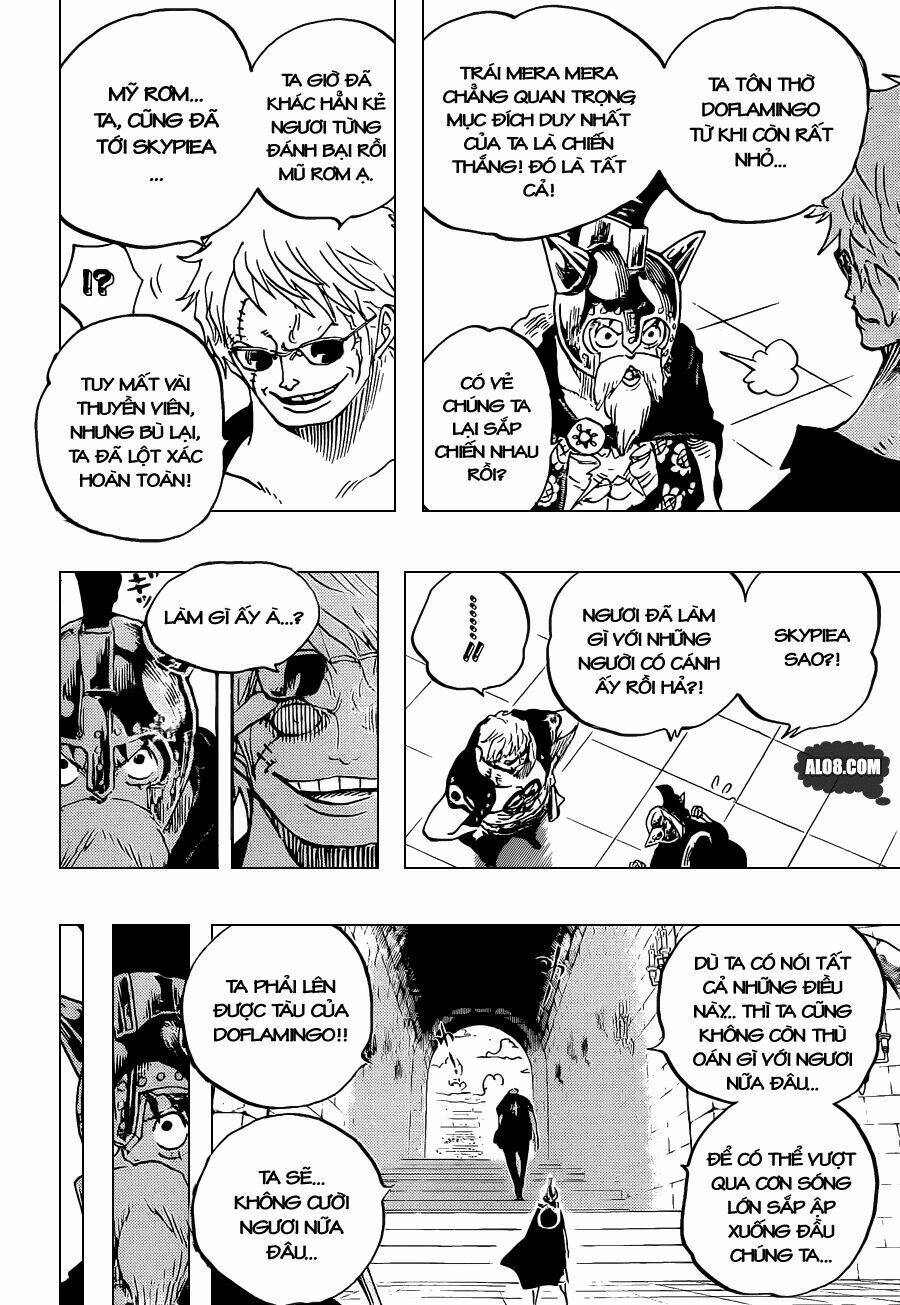 TA TÔN THỜ
DOFLAMINGO
TỪ KHI CÒN RẤT
NHỎ...
TRÁI MERA MERA
CHẲNG QUAN TRỌNG,
MỤC ĐÍCH DUY NHẤT
CỦA TA LÀ CHIẾN
THẮNG! ĐÓ LÀ TẤT
CẢ!
CÓ VẺ
CHÚNG TA
LẠI SẮP
CHIẾN NHAU
RỒI?
TA GIỜ ĐÃ
KHÁC HẲN KẺ
NGƯƠI TỪNG
ĐÁNH BẠI RỒI
MŨ RƠM Ạ.
MỸ RƠM...
TA, CŨNG ĐÃ
TỚI SKYPIEA
...
!?
TUY MẤT VÀI
THUYỀN VIÊN,
NHƯNG BÙ LẠI,
TA ĐÃ LỘT XÁC
HOÀN TOÀN!
SKYPIEA
SAO?!
NGƯƠI ĐÃ LÀM
GÌ VỚI NHỮNG
NGƯỜI CÓ CÁNH
ẤY RỒI HẢ?!
......!!
ALO8.COM
LÀM GÌ ẤY À...?
DÙ TA CÓ NÓI TẤT
CẢ NHỮNG ĐIỀU
NÀY... THÌ TA CŨNG
KHÔNG CÒN THÙ
OÁN GÌ VỚI NGƯƠI
NỮA ĐÂU...
ĐỂ CÓ THỂ VƯỢT
QUA CƠN SÓNG
LỚN SẮP ẬP
XUỐNG ĐẦU
CHÚNG TA...
TA PHẢI LÊN
ĐƯỢC TÀU CỦA
DOFLAMINGO!!
TA SẼ...
KHÔNG CƯỜI
NGƯƠI NỮA
ĐÂU...